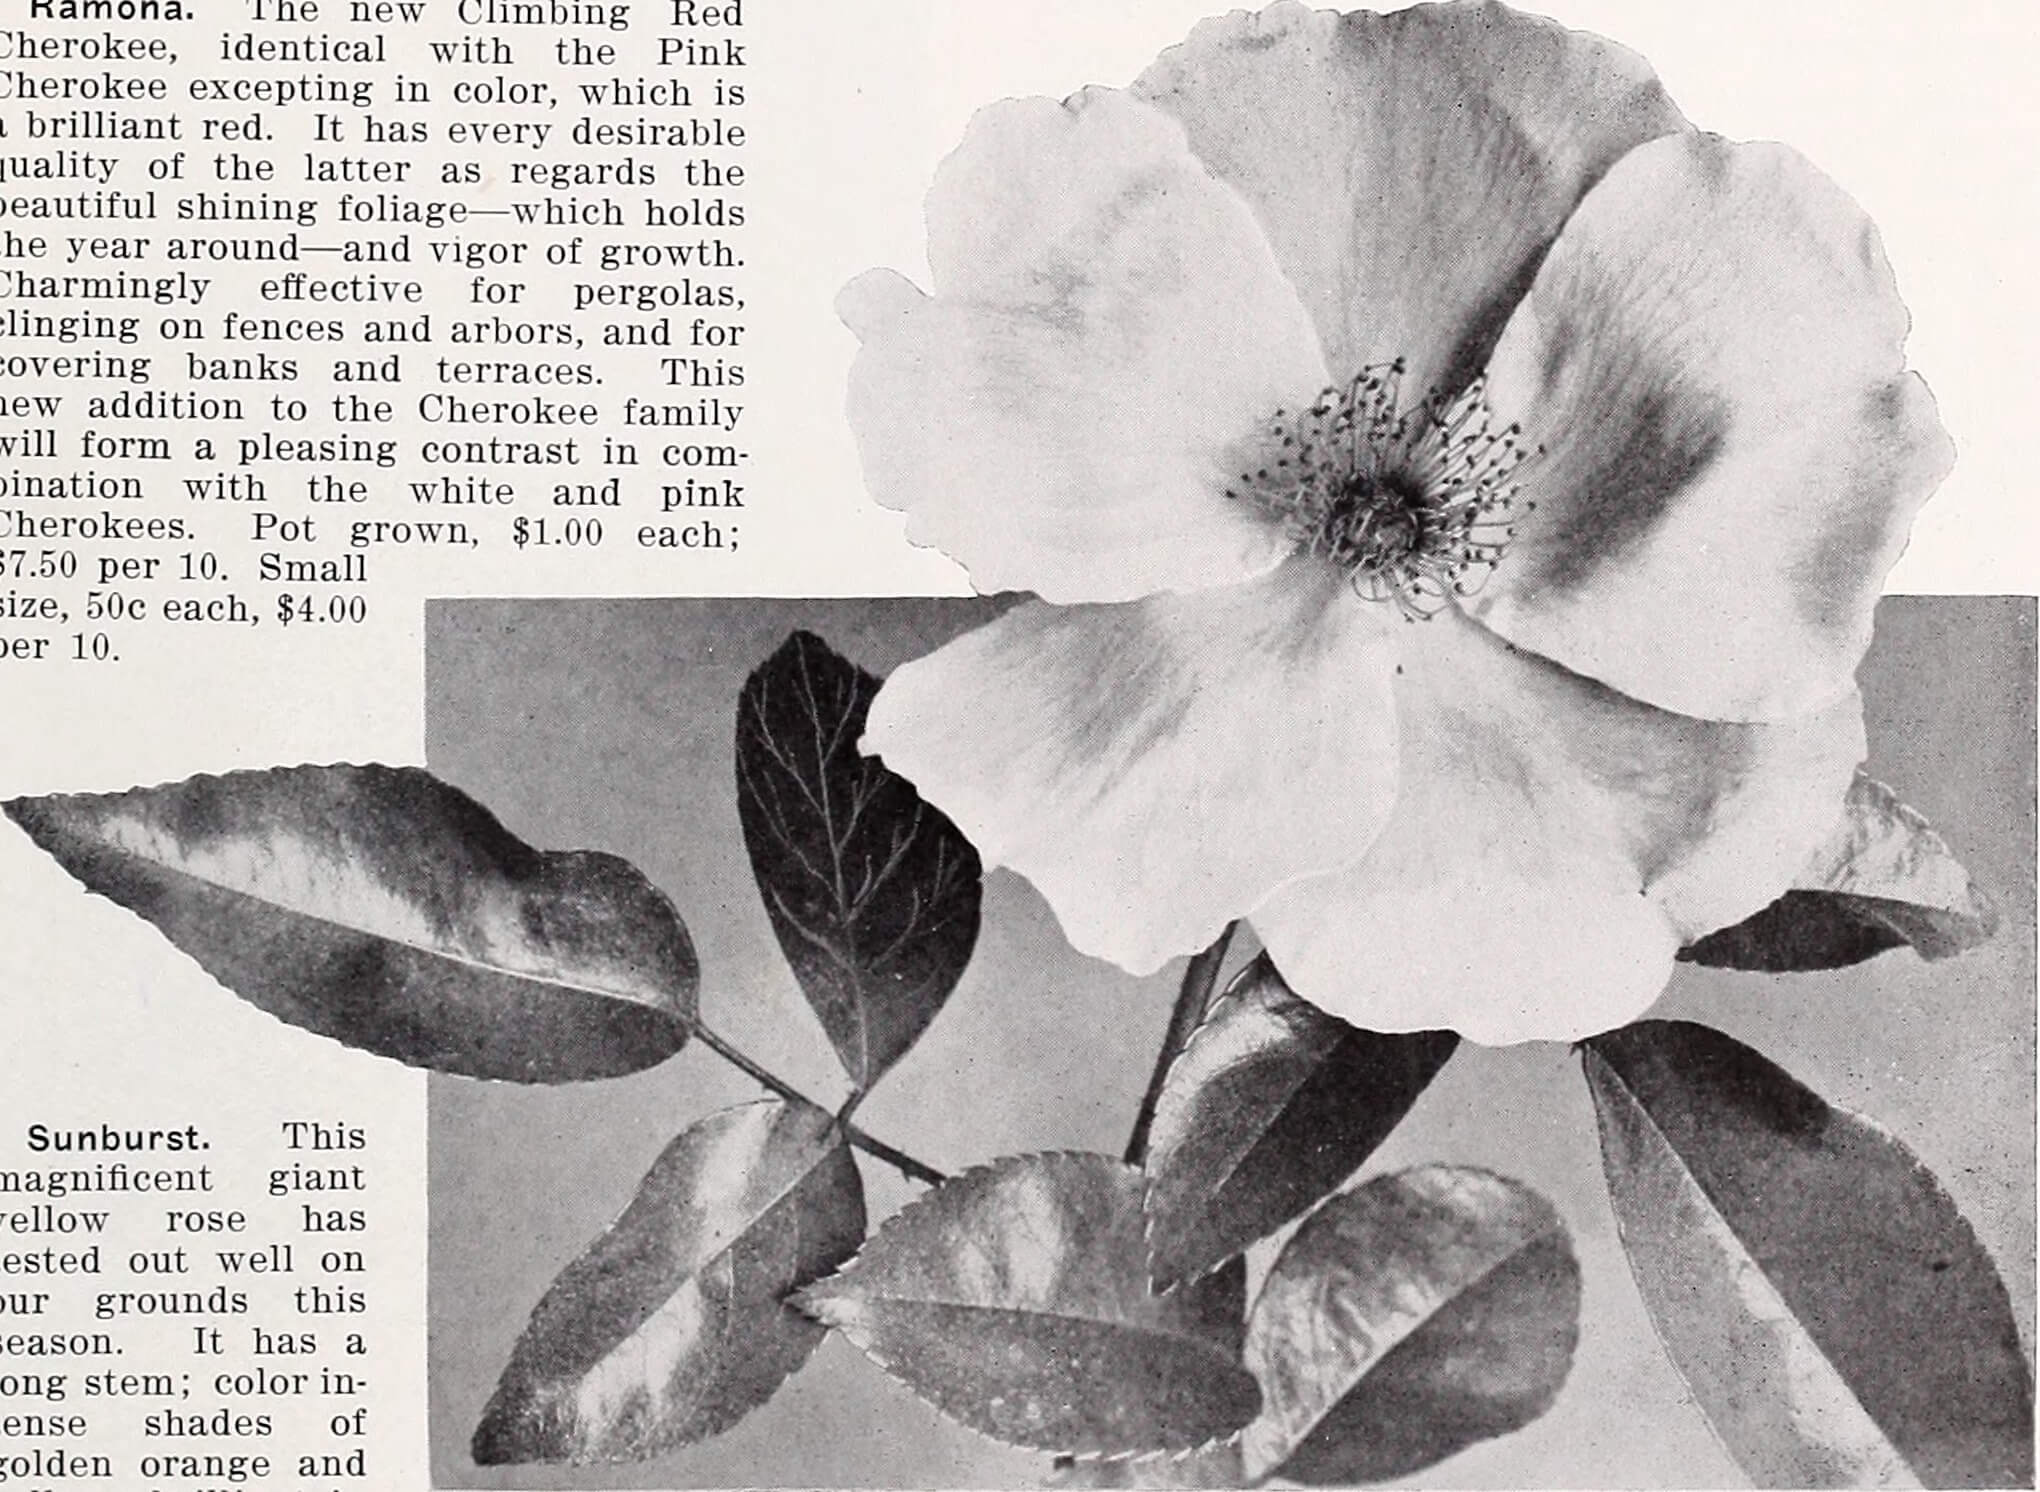 Ramona. The new Climbing Red
Cherokee, identical with the Pink
Cherokee excepting in color, which is
a brilliant red. It has every desirable
quality of the latter as regards the
beautiful shining foliage—which holds
the year around—and vigor of growth.
Charmingly effective for pergolas,
clinging on fences and arbors, and for
covering banks and terraces. This
new addition to the Cherokee family
will form a pleasing contrast in com-
bination with the white and pink
Cherokees. Pot grown, $1.00 each;
$7.50 per 10. Small
size, 50c each, $4.00
per 10.
Sunburst. This
magnificent giant
yellow rose has
tested out well on
our grounds this
season. It has a
long stem; color in-
tense shades of
golden orange and